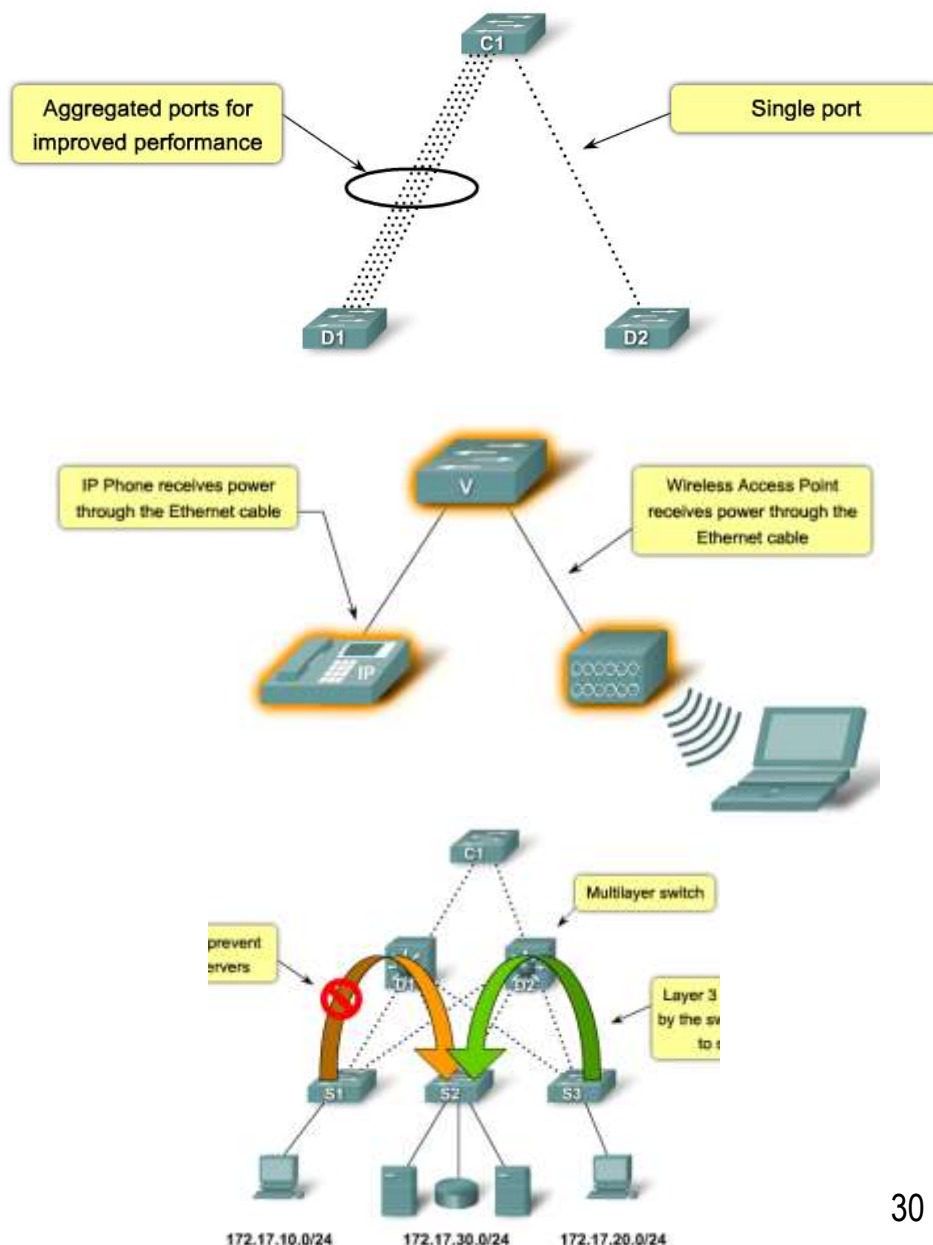 C1
Aggregated ports for
improved performance
Single port
D1
D2
V
IP Phone receives power
through the Ethernet cable
Wireless Access Point
receives power through the
Ethernet cable
IP
C1
Multilayer switch
prevent
ervers
D1
D2
Layer 3
by the sw
to s
S1
S2
S3
172.17.10.0/24
172.17.30.0/24
172.17.20.0/24
30